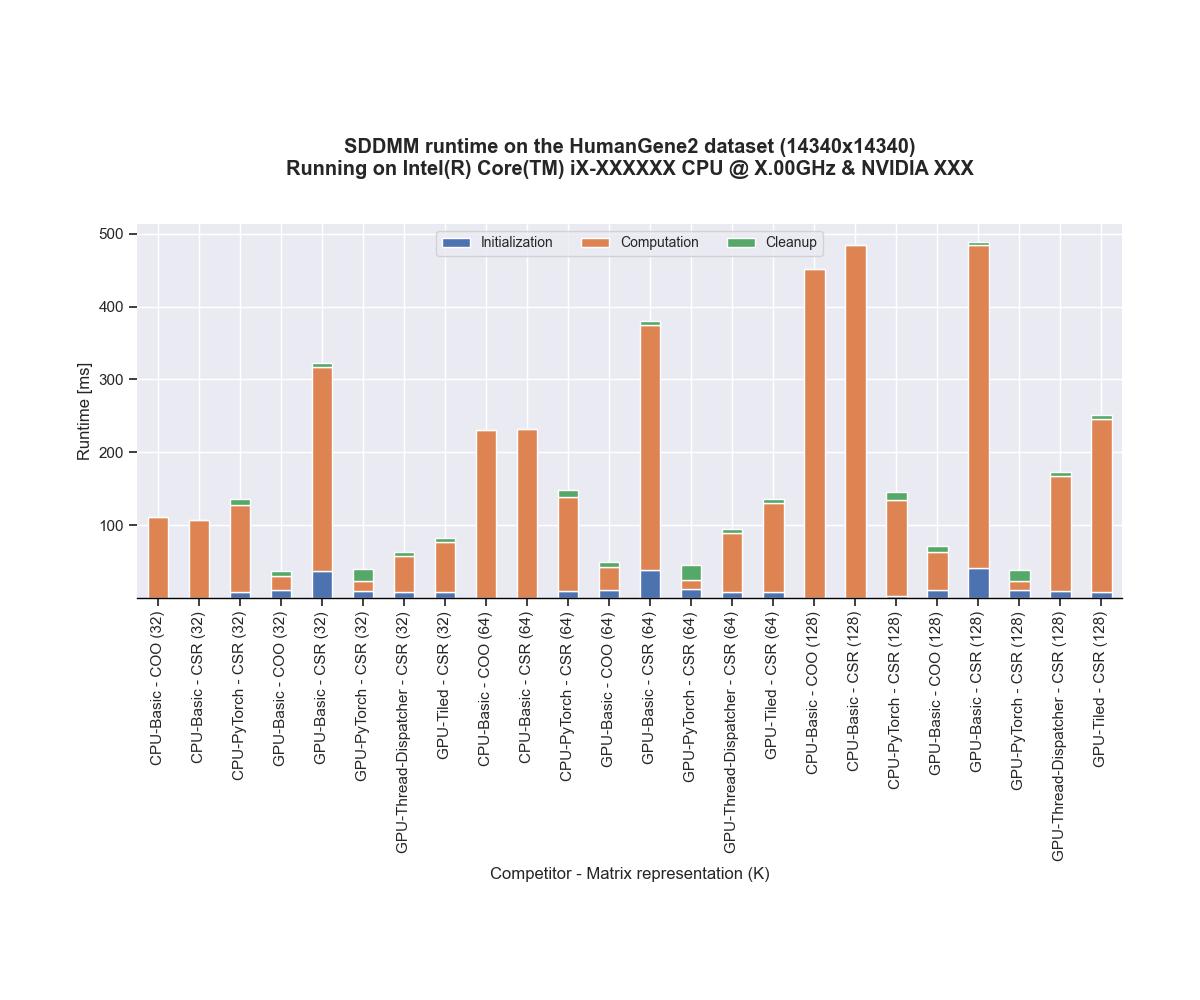 SDDMM runtime on the HumanGene2 dataset (14340x14340)
Running on Intel(R) Core(TM) iX-XXXXXX CPU @ X.00GHz & NVIDIA XXX
Initialization
Computation
Cleanup
500
400
300
200
100
Runtime [ms]
CPU-Basic - COO (32)
CPU-Basic - CSR (32)
CPU-PyTorch - CSR (32)
GPU-Basic - COO (32)
GPU-Basic - CSR (32)
GPU-PyTorch - CSR (32)
GPU-Thread-Dispatcher - CSR (32)
GPU-Tiled - CSR (32)
CPU-Basic - COO (64)
CPU-Basic - CSR (64)
CPU-PyTorch - CSR (64)
GPU-Basic - COO (64)
GPU-Basic - CSR (64)
GPU-PyTorch - CSR (64)
GPU-Thread-Dispatcher - CSR (64)
GPU-Tiled - CSR (64)
CPU-Basic - COO (128)
CPU-Basic - CSR (128)
CPU-PyTorch - CSR (128)
GPU-Basic - COO (128)
GPU-Basic - CSR (128)
GPU-PyTorch - CSR (128)
GPU-Thread-Dispatcher - CSR (128)
GPU-Tiled - CSR (128)
Competitor - Matrix representation (K)